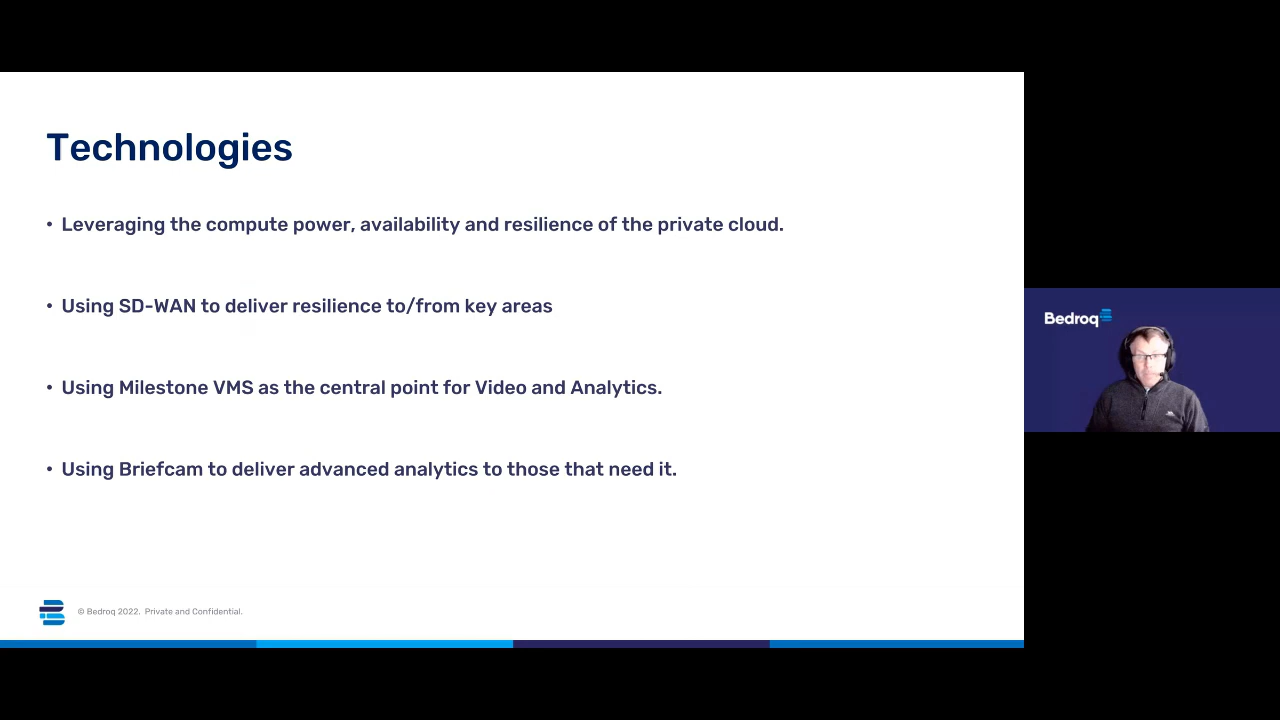 Technologies
• Leveraging the compute power, availability and resilience of the private cloud.
• Using SD-WAN to deliver resilience to/from key areas
• Using Milestone VMS as the central point for Video and Analytics.
• Using Briefcam to deliver advanced analytics to those that need it.
© Bedroq 2022. Private and Confidential.
Bedroq